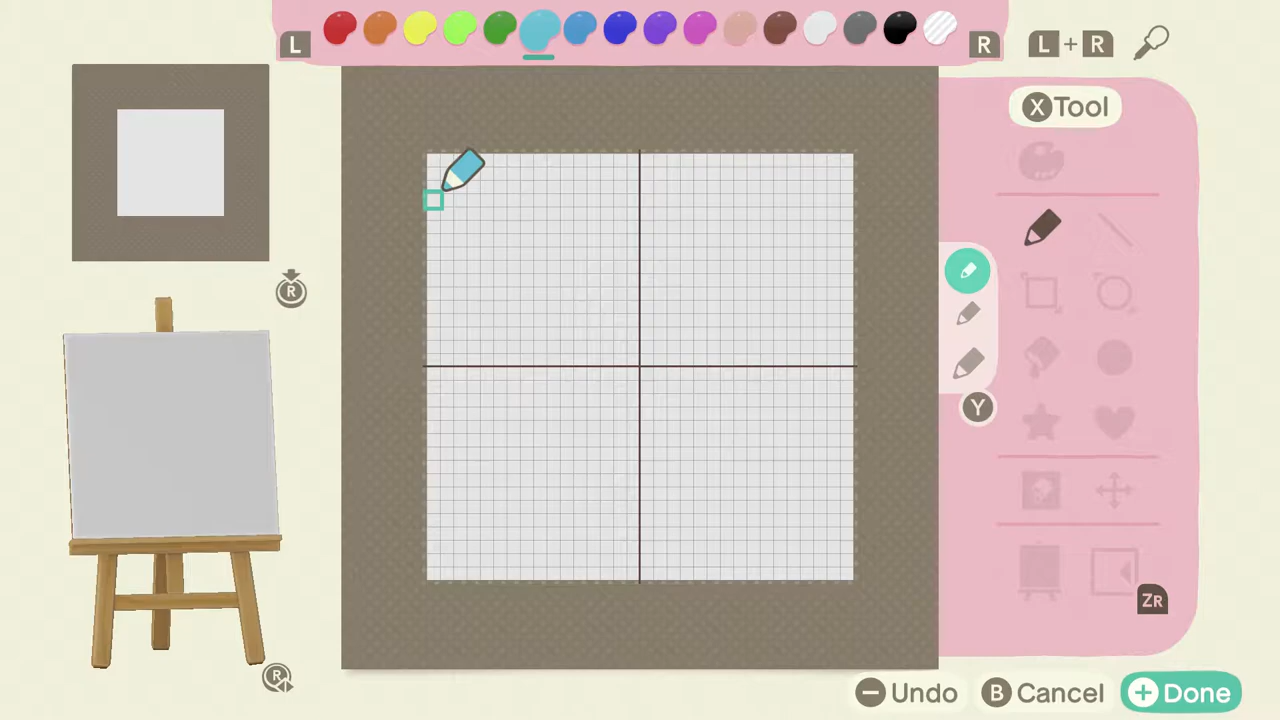 L
R
L + R
X Tool
R
Y
ZR
R
− Undo
B Cancel
+ Done